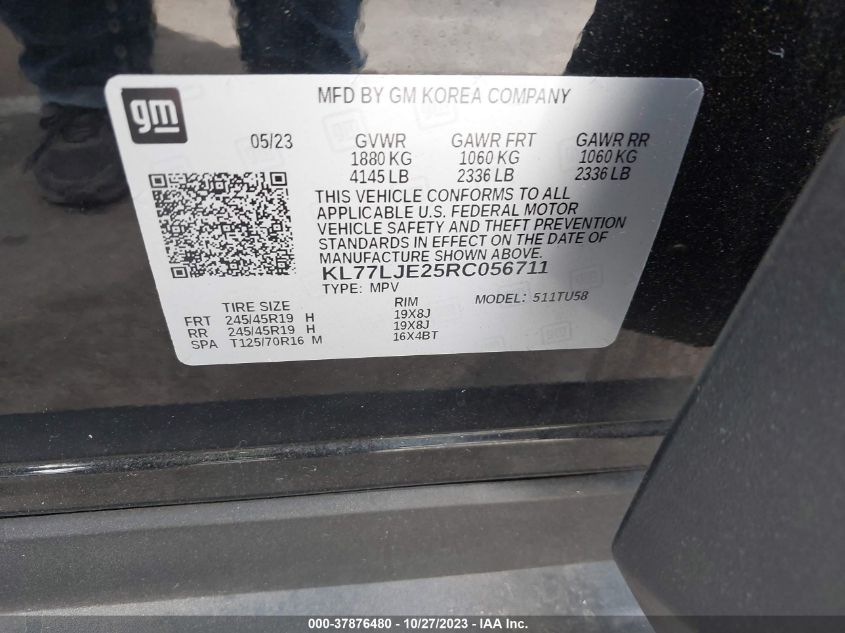 gm
MFD BY GM KOREA COMPANY
05/23 GVWR GAWR FRT GAWR RR
1880 KG 1060 KG 1060 KG
4145 LB 2336 LB 2336 LB
THIS VEHICLE CONFORMS TO ALL
APPLICABLE U.S. FEDERAL MOTOR
VEHICLE SAFETY AND THEFT PREVENTION
STANDARDS IN EFFECT ON THE DATE OF
MANUFACTURE SHOWN ABOVE.
KL77LJE25RC056711
TYPE: MPV MODEL: 511TU58
TIRE SIZE RIM
FRT 245/45R19 H 19X8J
RR 245/45R19 H 19X8J
SPA T125/70R16 M 16X4BT
000-37876480 - 10/27/2023 - IAA Inc.